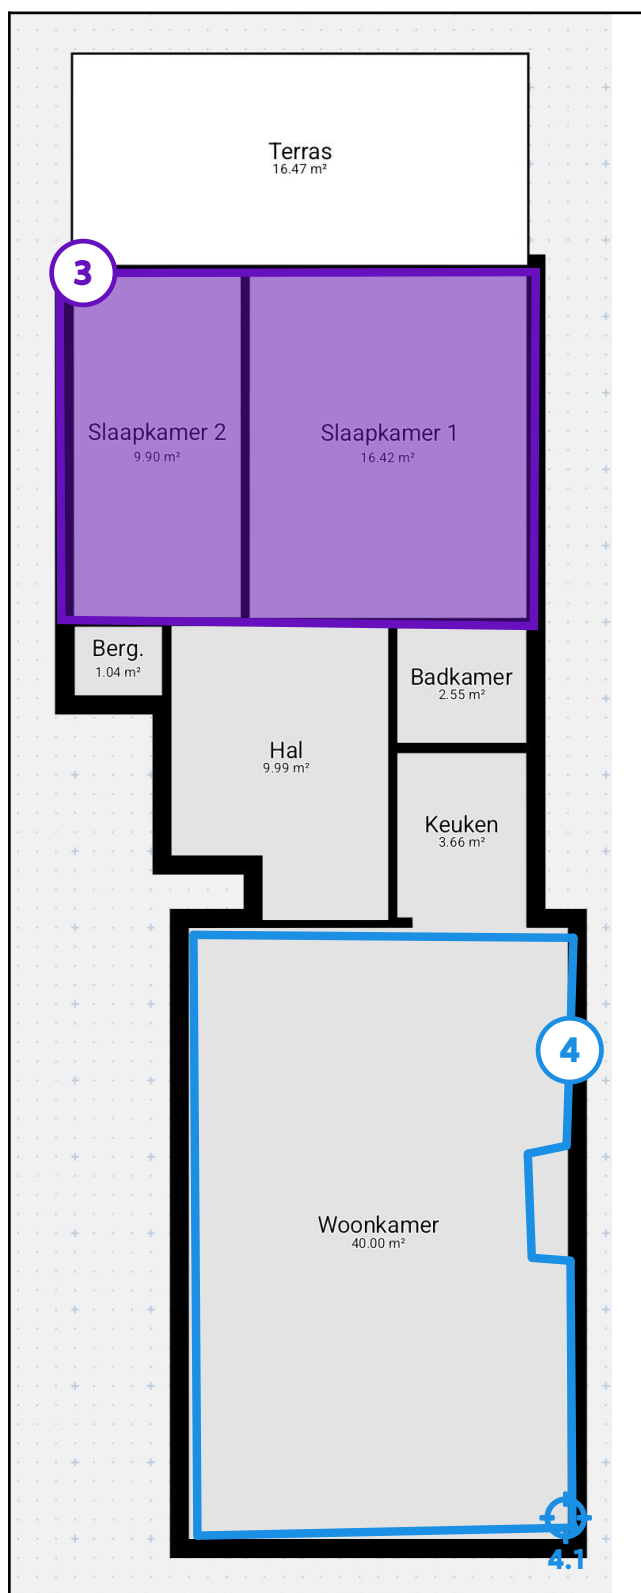 Terras
16.47 m²
3
Slaapkamer 2
9.90 m²
Slaapkamer 1
16.42 m²
Berg.
1.04 m²
Badkamer
2.55 m²
Hal
9.99 m²
Keuken
3.66 m²
4
Woonkamer
40.00 m²
4.1